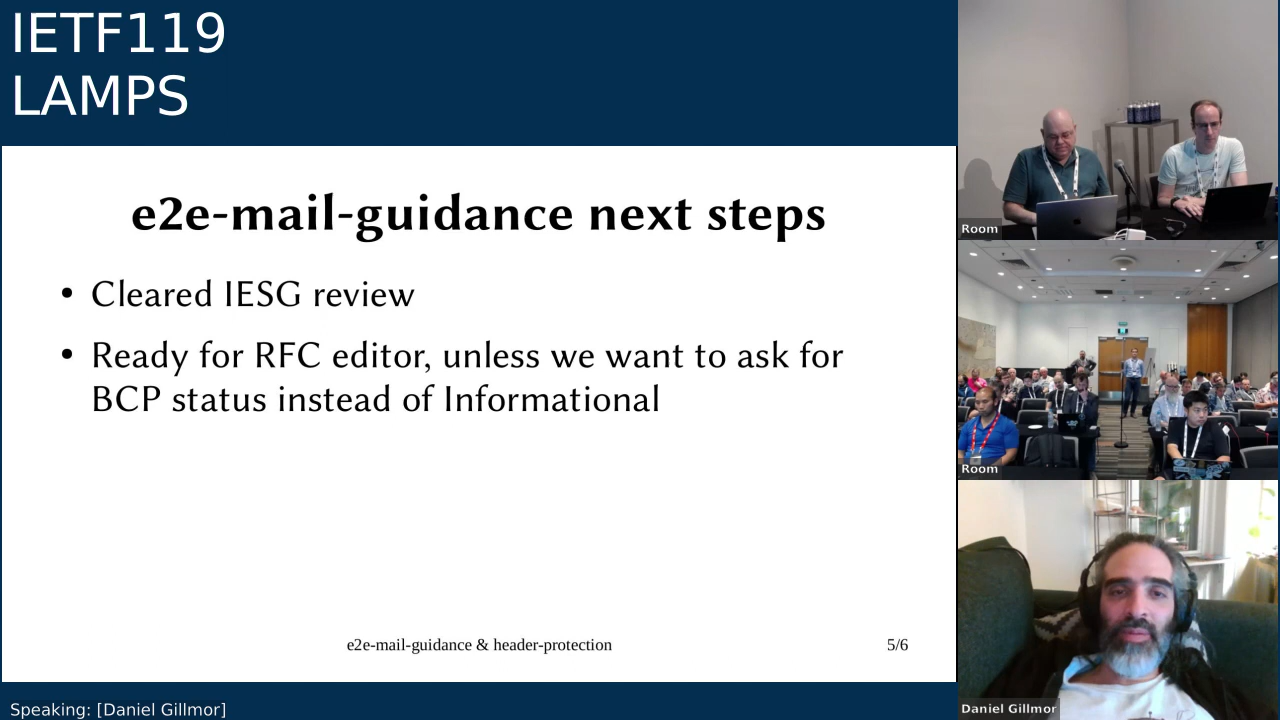 IETF119
LAMPS
e2e-mail-guidance next steps
• Cleared IESG review
• Ready for RFC editor, unless we want to ask for
BCP status instead of Informational
e2e-mail-guidance & header-protection
5/6
Speaking: [Daniel Gillmor]
Room
Room
Daniel Gillmor